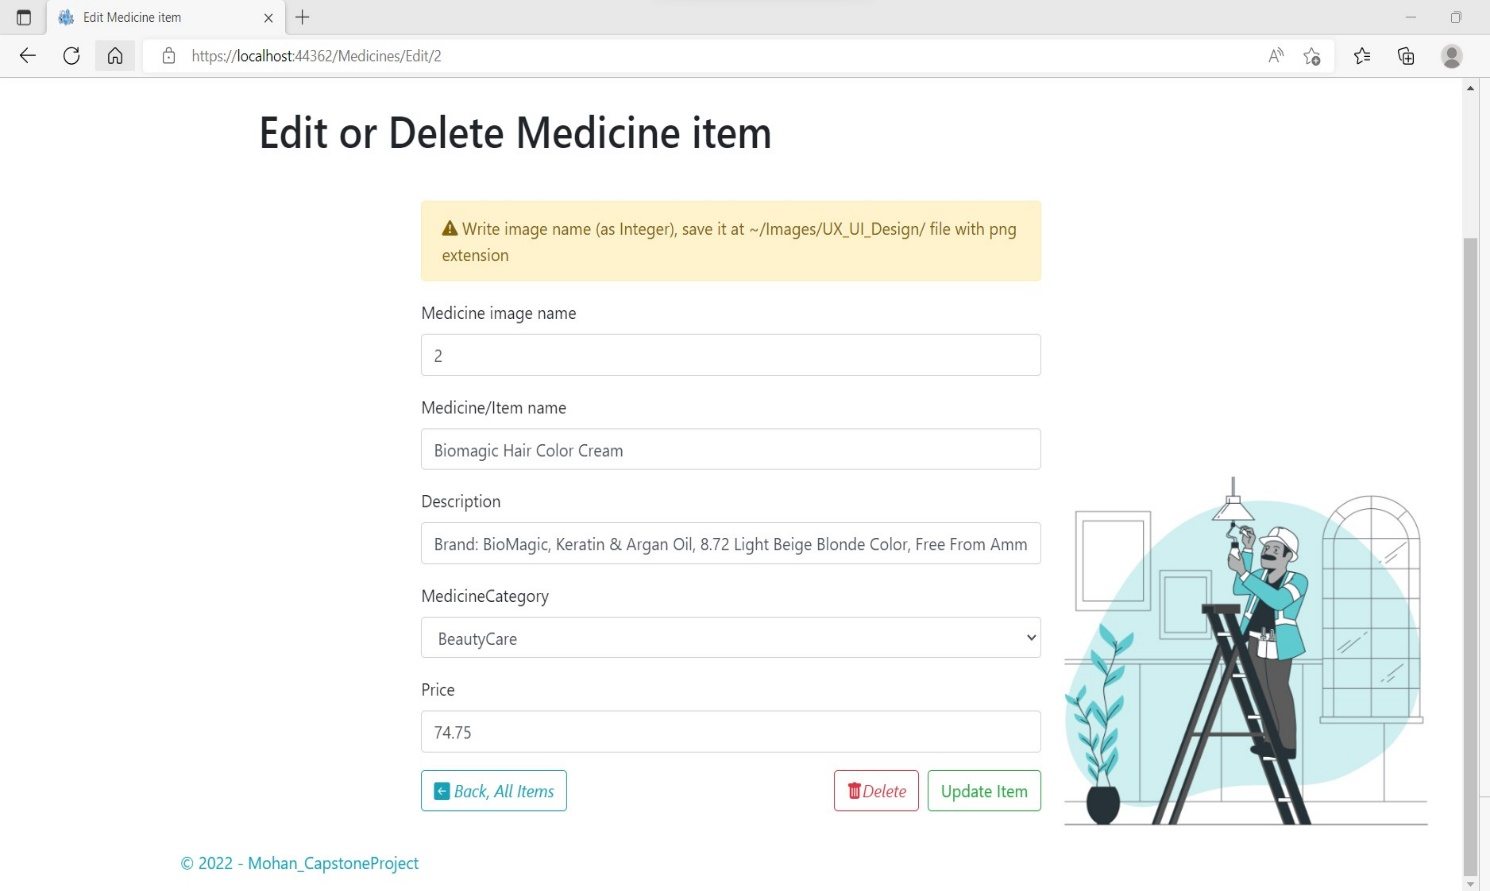 Edit Medicine item
https://localhost:44362/Medicines/Edit/2
Edit or Delete Medicine item
Write image name (as Integer), save it at ~/Images/UX_UI_Design/ file with png
extension
Medicine image name
2
Medicine/Item name
Biomagic Hair Color Cream
Description
Brand: BioMagic, Keratin & Argan Oil, 8.72 Light Beige Blonde Color, Free From Amm
MedicineCategory
BeautyCare
Price
74.75
Back, All Items
Delete
Update Item
© 2022 - Mohan_CapstoneProject